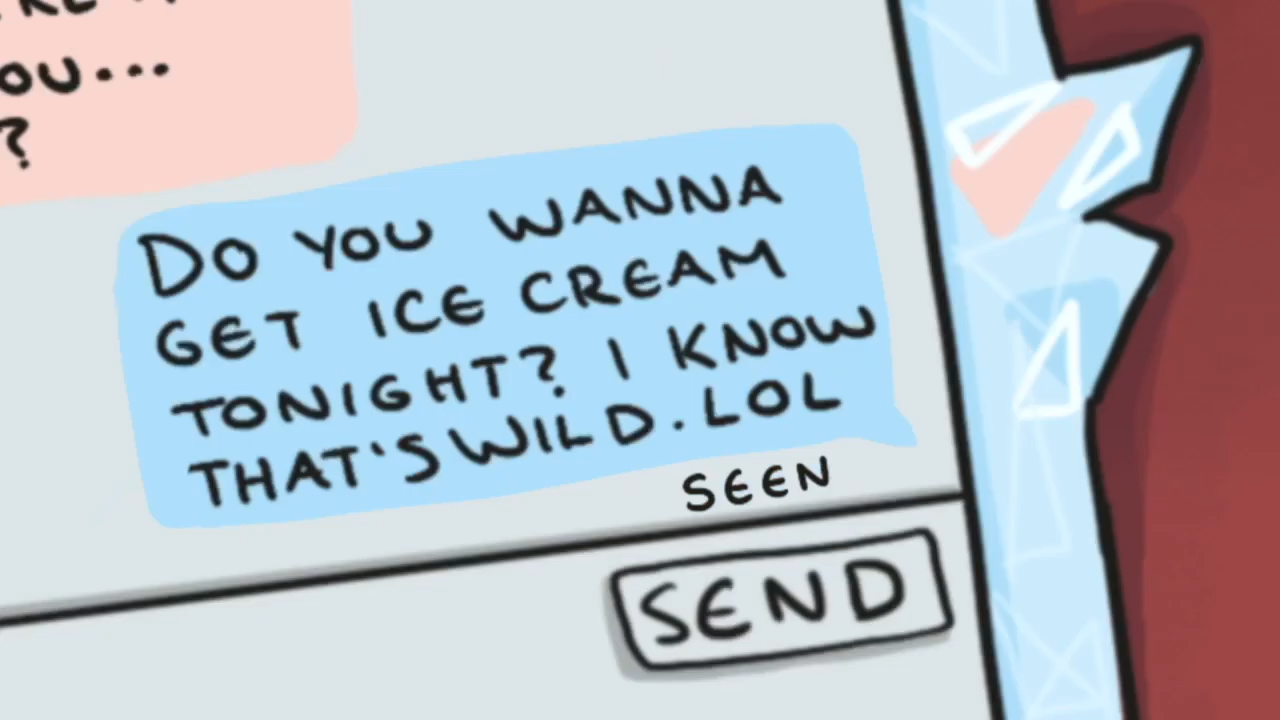 OU...
?
DO YOU WANNA
GET ICE CREAM
TONIGHT? I KNOW
THAT'S WILD. LOL
SEEN
SEND